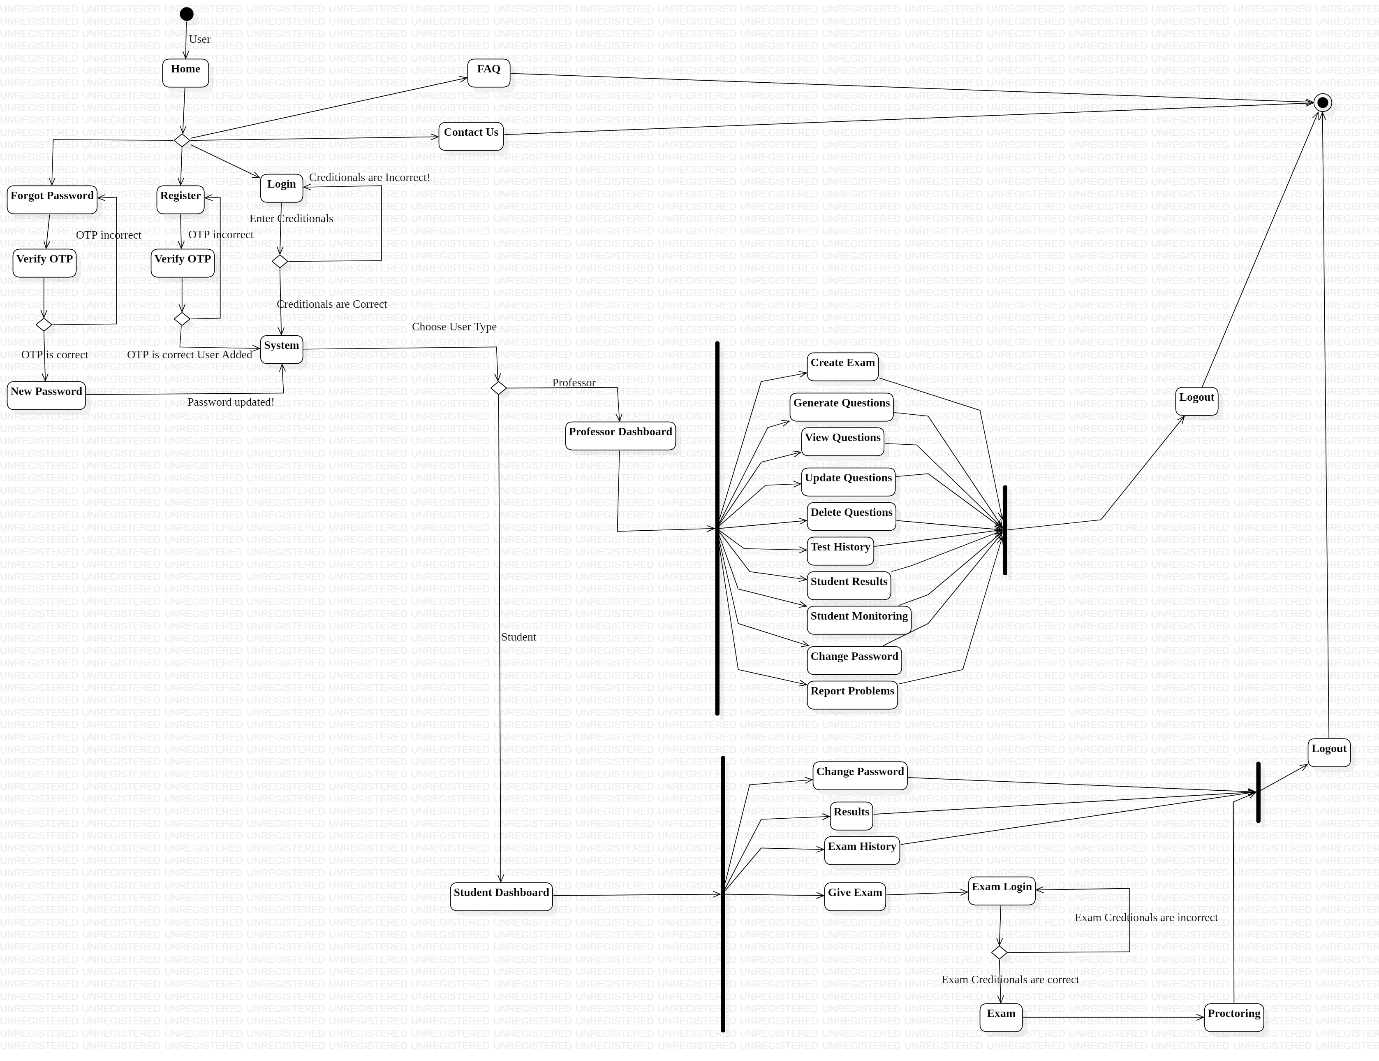 User
Home
FAQ
Contact Us
Forgot Password
Register
Login
Creditionals are Incorrect!
Enter Creditionals
OTP incorrect
OTP incorrect
Verify OTP
Verify OTP
Creditionals are Correct
Choose User Type
System
OTP is correct
OTP is correct User Added
New Password
Password updated!
Professor
Professor Dashboard
Create Exam
Generate Questions
View Questions
Update Questions
Delete Questions
Test History
Student Results
Student Monitoring
Change Password
Report Problems
Logout
Student
Logout
Change Password
Results
Exam History
Student Dashboard
Give Exam
Exam Login
Exam Creditionals are incorrect
Exam Creditionals are correct
Exam
Proctoring
UNREGISTERED